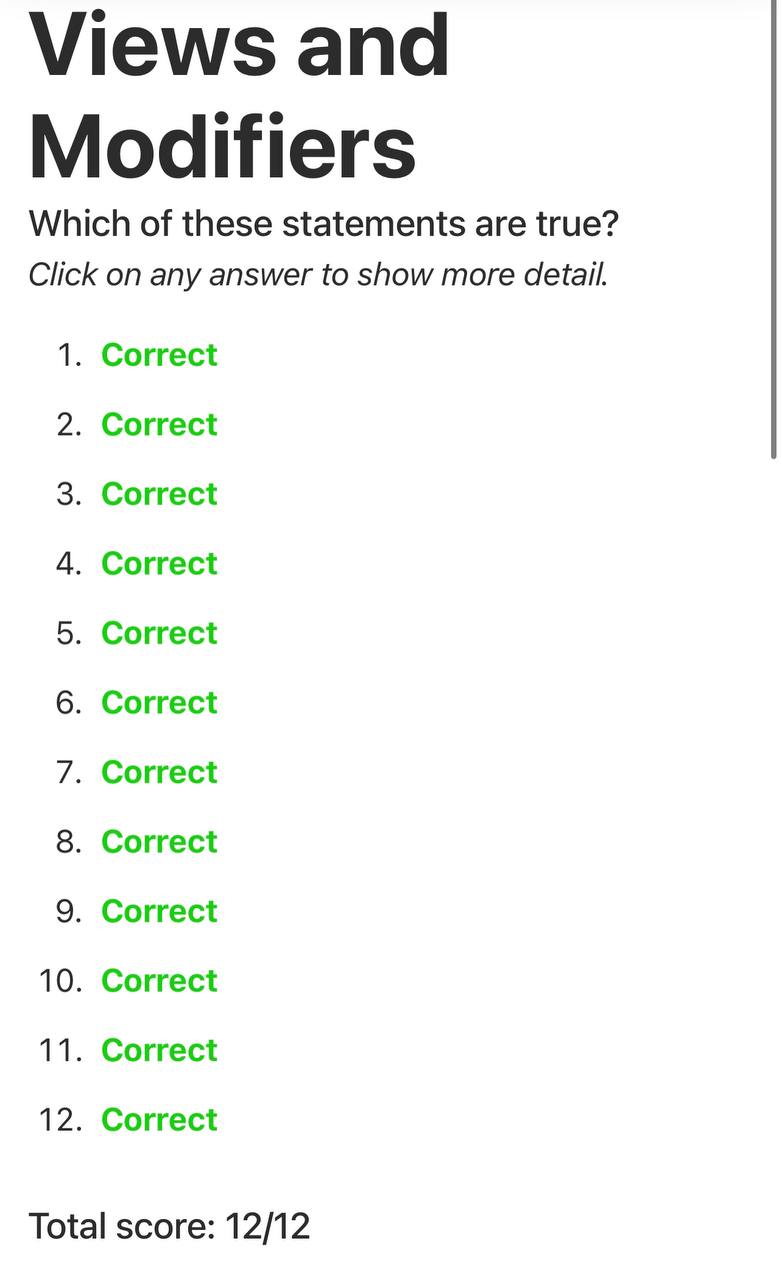 Views and
Modifiers
Which of these statements are true?
Click on any answer to show more detail.
1. Correct
2. Correct
3. Correct
4. Correct
5. Correct
6. Correct
7. Correct
8. Correct
9. Correct
10. Correct
11. Correct
12. Correct
Total score: 12/12